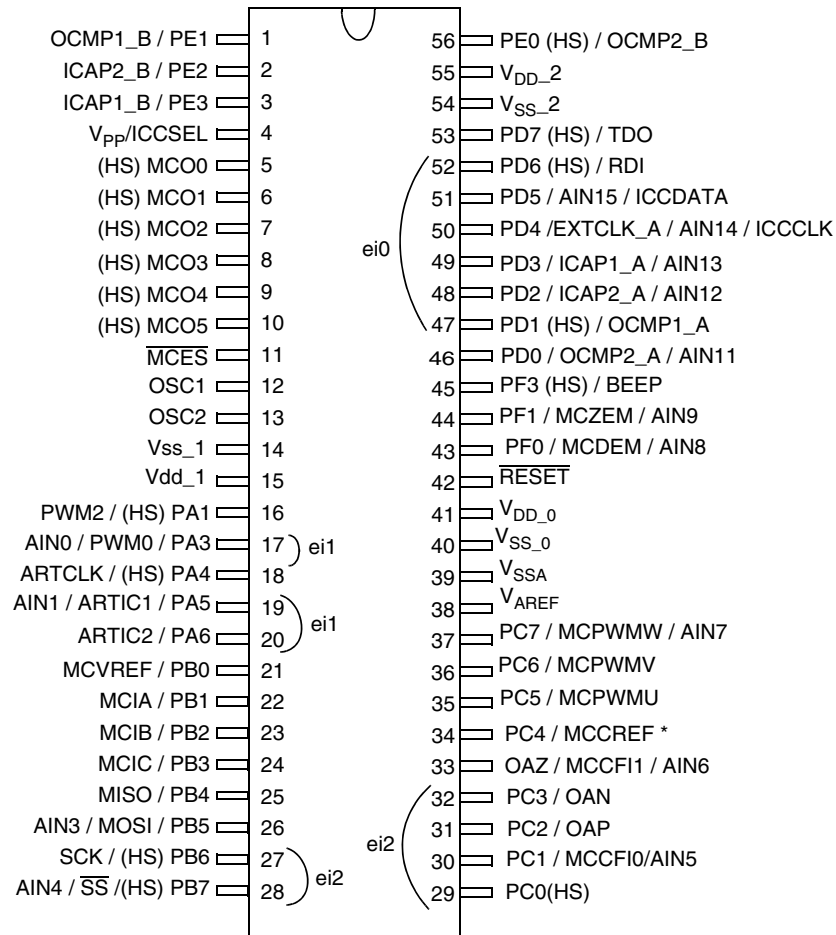 OCMP1_B / PE1 1
ICAP2_B / PE2 2
ICAP1_B / PE3 3
VPP/ICCSEL 4
(HS) MCO0 5
(HS) MCO1 6
(HS) MCO2 7
(HS) MCO3 8
(HS) MCO4 9
(HS) MCO5 10
MCES 11
OSC1 12
OSC2 13
Vss_1 14
Vdd_1 15
PWM2 / (HS) PA1 16
AIN0 / PWM0 / PA3 17
ei1
ARTCLK / (HS) PA4 18
AIN1 / ARTIC1 / PA5 19
ei1
ARTIC2 / PA6 20
MCVREF / PB0 21
MCIA / PB1 22
MCIB / PB2 23
MCIC / PB3 24
MISO / PB4 25
AIN3 / MOSI / PB5 26
SCK / (HS) PB6 27
ei2
AIN4 / SS /(HS) PB7 28
56 PE0 (HS) / OCMP2_B
55 VDD_2
54 VSS_2
53 PD7 (HS) / TDO
52 PD6 (HS) / RDI
51 PD5 / AIN15 / ICCDATA
50 PD4 /EXTCLK_A / AIN14 / ICCCLK
ei0
49 PD3 / ICAP1_A / AIN13
48 PD2 / ICAP2_A / AIN12
47 PD1 (HS) / OCMP1_A
46 PD0 / OCMP2_A / AIN11
45 PF3 (HS) / BEEP
44 PF1 / MCZEM / AIN9
43 PF0 / MCDEM / AIN8
42 RESET
41 VDD_0
40 VSS_0
39 VSSA
38 VAREF
37 PC7 / MCPWMW / AIN7
36 PC6 / MCPWMV
35 PC5 / MCPWMU
34 PC4 / MCCREF *
33 OAZ / MCCFI1 / AIN6
32 PC3 / OAN
31 PC2 / OAP
ei2
30 PC1 / MCCFI0/AIN5
29 PC0(HS)